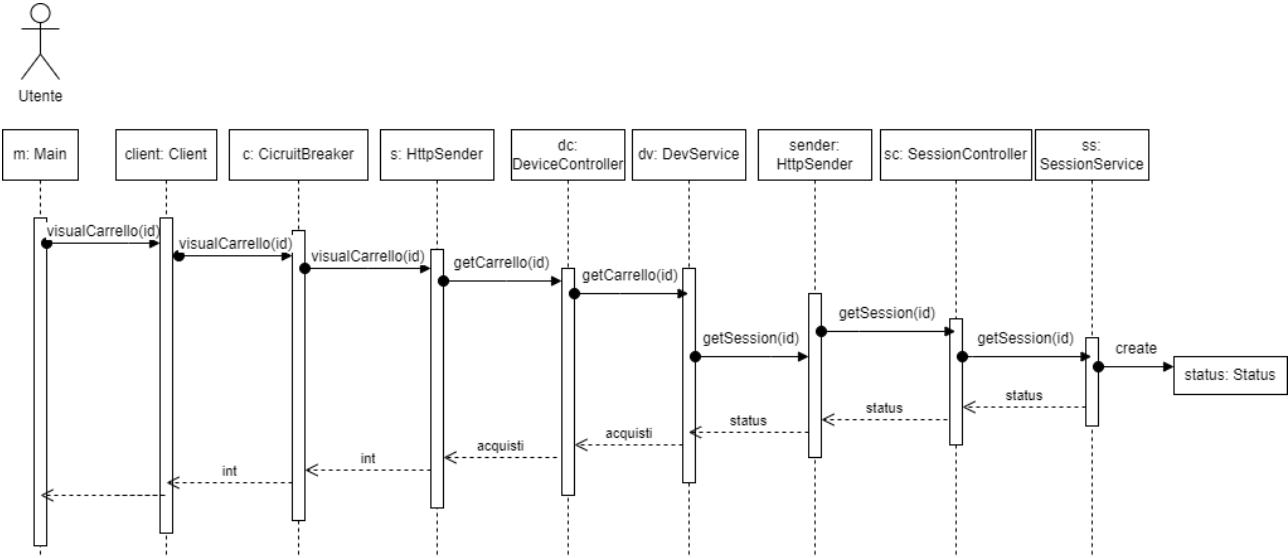 Utente
m: Main
client: Client
c: CicruitBreaker
s: HttpSender
dc:
DeviceController
dv: DevService
sender:
HttpSender
sc: SessionController
ss:
SessionService
visualCarrello(id)
visualCarrello(id)
visualCarrello(id)
getCarrello(id)
getCarrello(id)
getSession(id)
getSession(id)
getSession(id)
create
status: Status
status
status
status
acquisti
acquisti
int
int